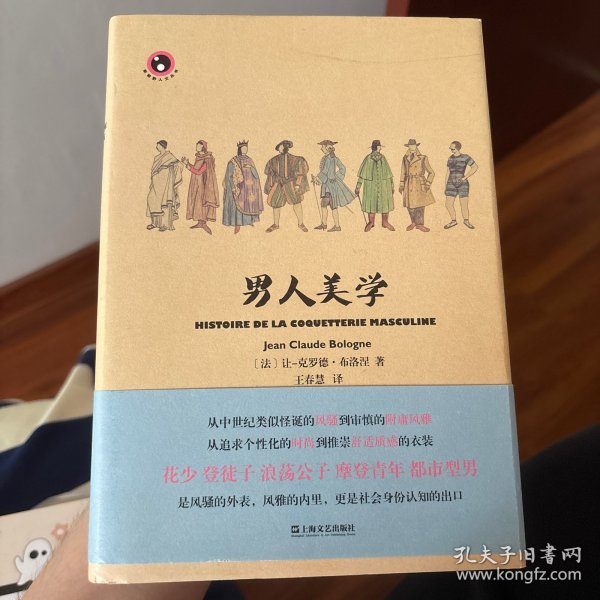 男人美学
HISTOIRE DE LA COQUETTERIE MASCULINE
Jean Claude Bologne
〔法〕让-克罗德·布洛涅 著
王春慧 译
从中世纪类似怪诞的风骚到审慎的附庸风雅
从追求个性化的时尚到推崇舒适质感的衣装
花少 登徒子 浪荡公子 摩登青年 都市型男
是风骚的外表，风雅的内里，更是社会身份认知的出口
上海文艺出版社
孔夫子旧书网
www.kongfz.com